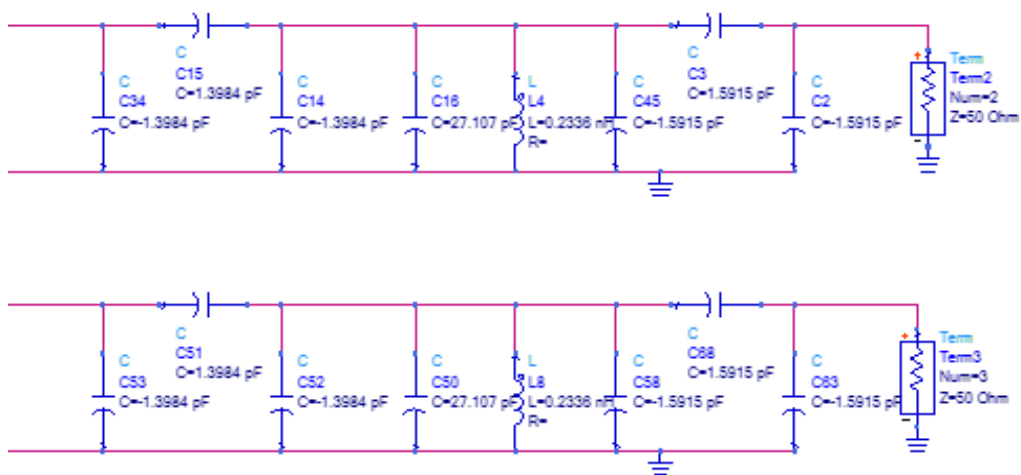 C
C15
C=1.3984 pF
C
C34
C=-1.3984 pF
C
C14
C=-1.3984 pF
C
C16
C=27.107 pF
L
L4
L=0.2336 nH
R=
C
C45
C=-1.5915 pF
C
C3
C=1.5915 pF
C
C2
C=-1.5915 pF
+
Term
Term2
Num=2
Z=50 Ohm
-
C
C51
C=1.3984 pF
C
C53
C=-1.3984 pF
C
C52
C=-1.3984 pF
C
C50
C=27.107 pF
L
L8
L=0.2336 nH
R=
C
C58
C=-1.5915 pF
C
C68
C=1.5915 pF
C
C63
C=-1.5915 pF
+
Term
Term3
Num=3
Z=50 Ohm
-